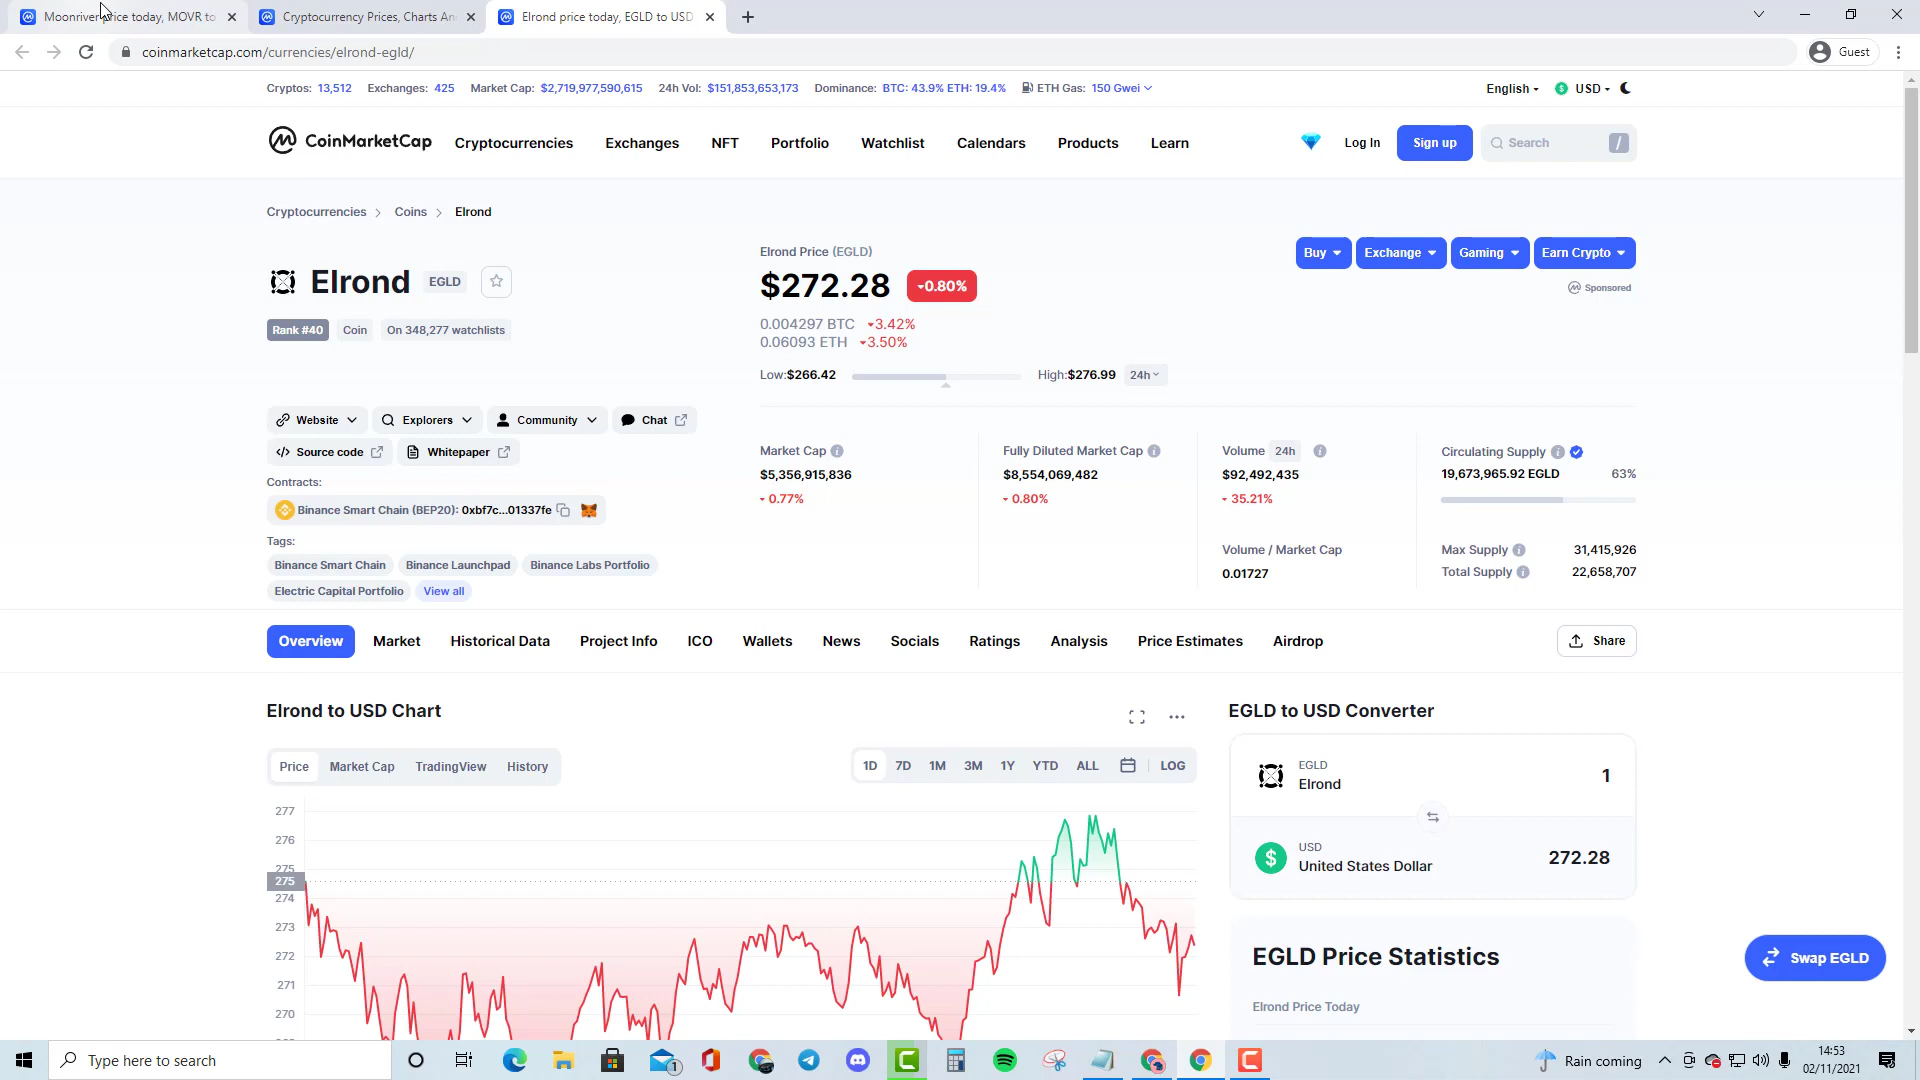 Moonriver price today, MOVR to
Cryptocurrency Prices, Charts An
Elrond price today, EGLD to USD
coinmarketcap.com/currencies/elrond-egld/
Guest
Cryptos: 13,512 Exchanges: 425 Market Cap: $2,719,977,590,615 24h Vol: $151,853,653,173 Dominance: BTC: 43.9% ETH: 19.4% ETH Gas: 150 Gwei
English USD
CoinMarketCap Cryptocurrencies Exchanges NFT Portfolio Watchlist Calendars Products Learn
Log In Sign up Search /
Cryptocurrencies > Coins > Elrond
Elrond EGLD
Rank #40 Coin On 348,277 watchlists
Elrond Price (EGLD)
$272.28 0.80%
0.004297 BTC 3.42%
0.06093 ETH 3.50%
Low:$266.42 High:$276.99 24h
Buy Exchange Gaming Earn Crypto
Sponsored
Website Explorers Community Chat
Source code Whitepaper
Contracts:
Binance Smart Chain (BEP20): 0xbf7c...01337fe
Tags:
Binance Smart Chain Binance Launchpad Binance Labs Portfolio
Electric Capital Portfolio View all
Market Cap
$5,356,915,836
0.77%
Fully Diluted Market Cap
$8,554,069,482
0.80%
Volume 24h
$92,492,435
35.21%
Volume / Market Cap
0.01727
Circulating Supply
19,673,965.92 EGLD 63%
Max Supply 31,415,926
Total Supply 22,658,707
Overview Market Historical Data Project Info ICO Wallets News Socials Ratings Analysis Price Estimates Airdrop
Share
Elrond to USD Chart
Price Market Cap TradingView History
1D 7D 1M 3M 1Y YTD ALL LOG
277
276
275
275
274
273
272
271
270
EGLD to USD Converter
EGLD
Elrond
1
USD
United States Dollar
272.28
EGLD Price Statistics
Elrond Price Today
Swap EGLD
Type here to search
1
Rain coming
14:53
02/11/2021